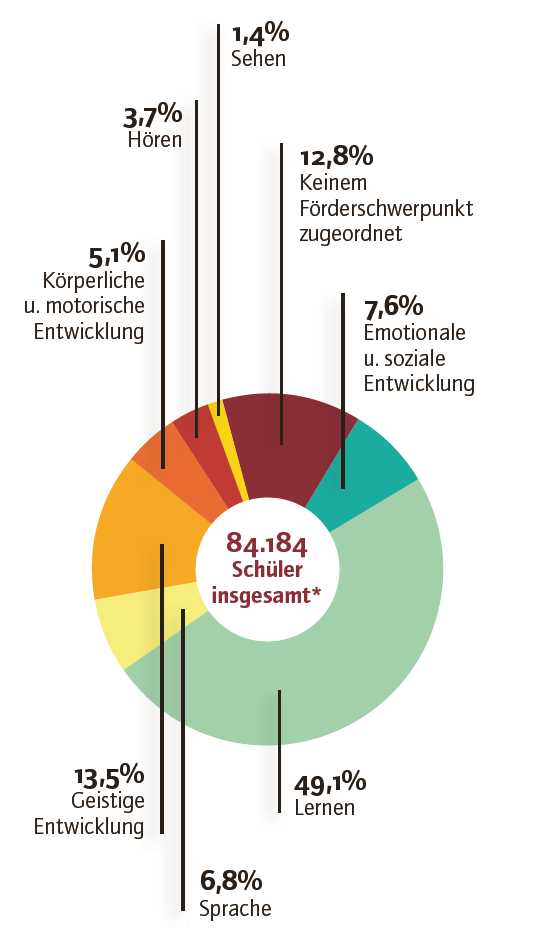 1,4%
Sehen
3,7%
Hören
12,8%
Keinem
Förderschwerpunkt
zugeordnet
5,1%
Körperliche
u. motorische
Entwicklung
7,6%
Emotionale
u. soziale
Entwicklung
84.184
Schüler
insgesamt*
13,5%
Geistige
Entwicklung
49,1%
Lernen
6,8%
Sprache